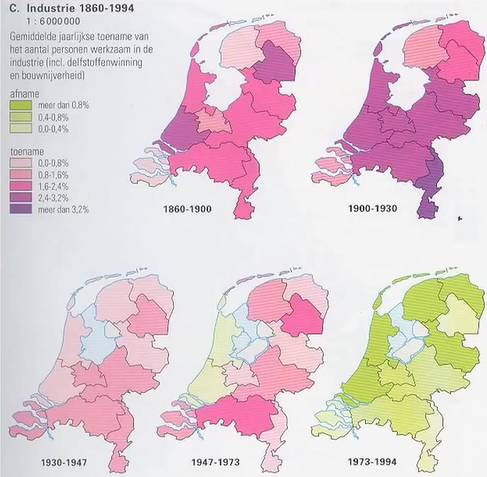 C. Industrie 1860-1994
1 : 6 000 000
Gemiddelde jaarlijkse toename van
het aantal personen werkzaam in de
industrie (incl. delfstoffenwinning
en bouwnijverheid)
afname
meer dan 0,8%
0,4-0,8%
0,0-0,4%
toename
0,0-0,8%
0,8-1,6%
1,6-2,4%
2,4-3,2%
meer dan 3,2%
1860-1900
1900-1930
1930-1947
1947-1973
1973-1994